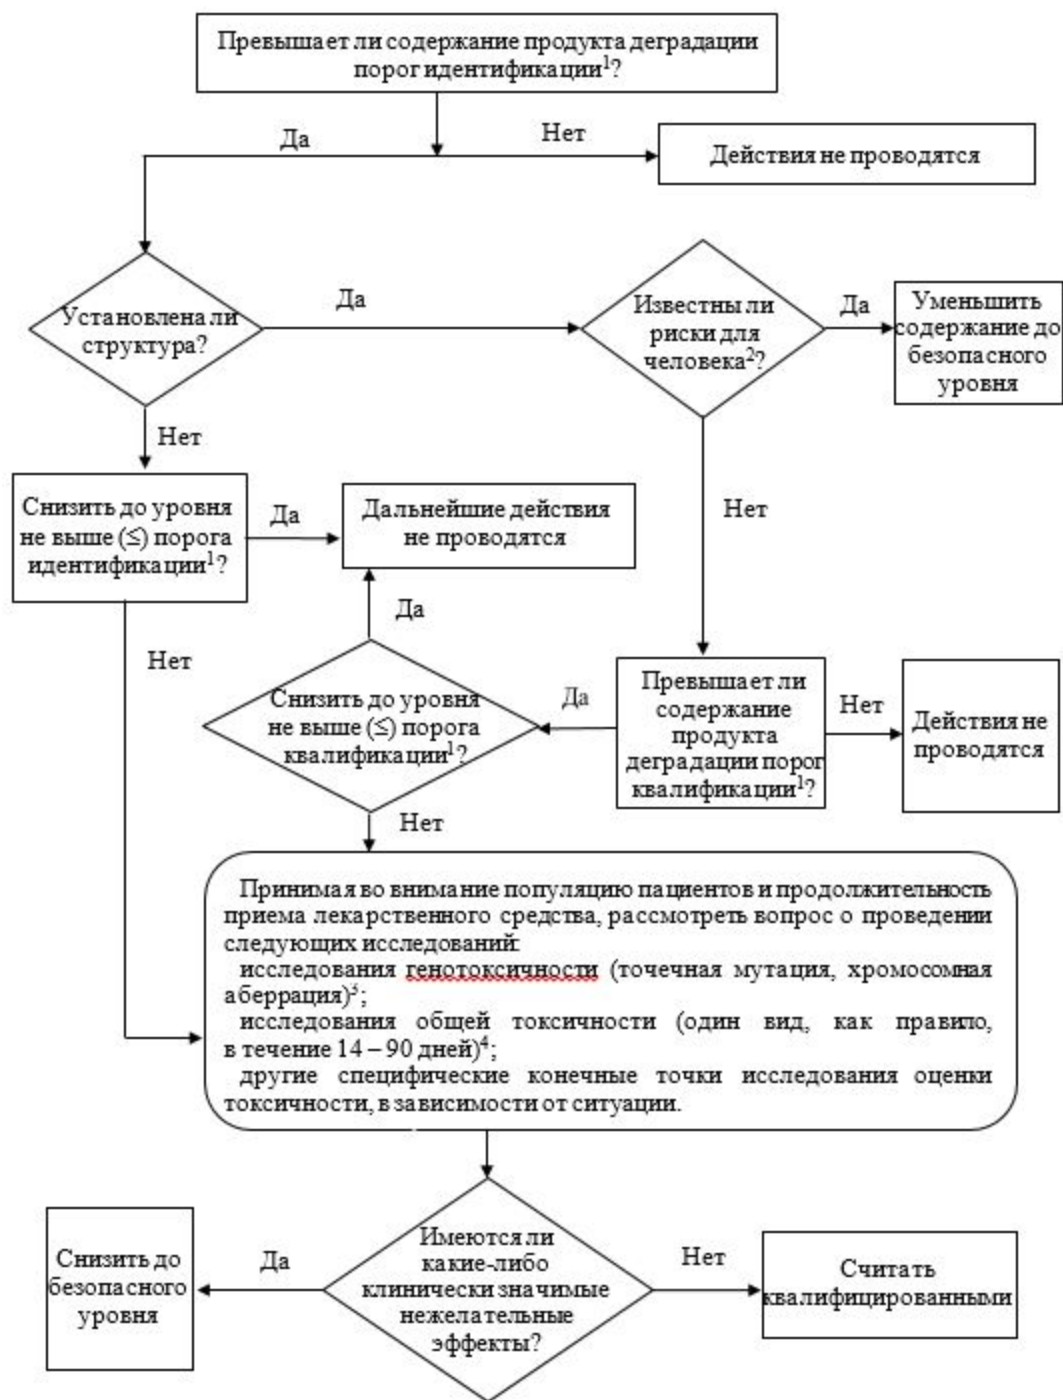 Превышает ли содержание продукта деградации
порог идентификации¹?
Да
Нет
Действия не проводятся
Установлена ли
структура?
Да
Известны ли
риски для
человека²?
Да
Уменьшить
содержание до
безопасного
уровня
Нет
Снизить до уровня
не выше (≤) порога
идентификации¹?
Да
Дальнейшие действия
не проводятся
Нет
Да
Нет
Снизить до уровня
не выше (≤) порога
квалификации¹?
Да
Превышает ли
содержание
продукта
деградации порог
квалификации¹?
Нет
Действия не
проводятся
Нет
Принимая во внимание популяцию пациентов и продолжительность
приема лекарственного средства, рассмотреть вопрос о проведении
следующих исследований:
исследования генотоксичности (точечная мутация, хромосомная
аберрация)³;
исследования общей токсичности (один вид, как правило,
в течение 14 – 90 дней)⁴;
другие специфические конечные точки исследования оценки
токсичности, в зависимости от ситуации.
Снизить до
безопасного
уровня
Да
Имеются ли
какие-либо
клинически значимые
нежелательные
эффекты?
Нет
Считать
квалифицированными